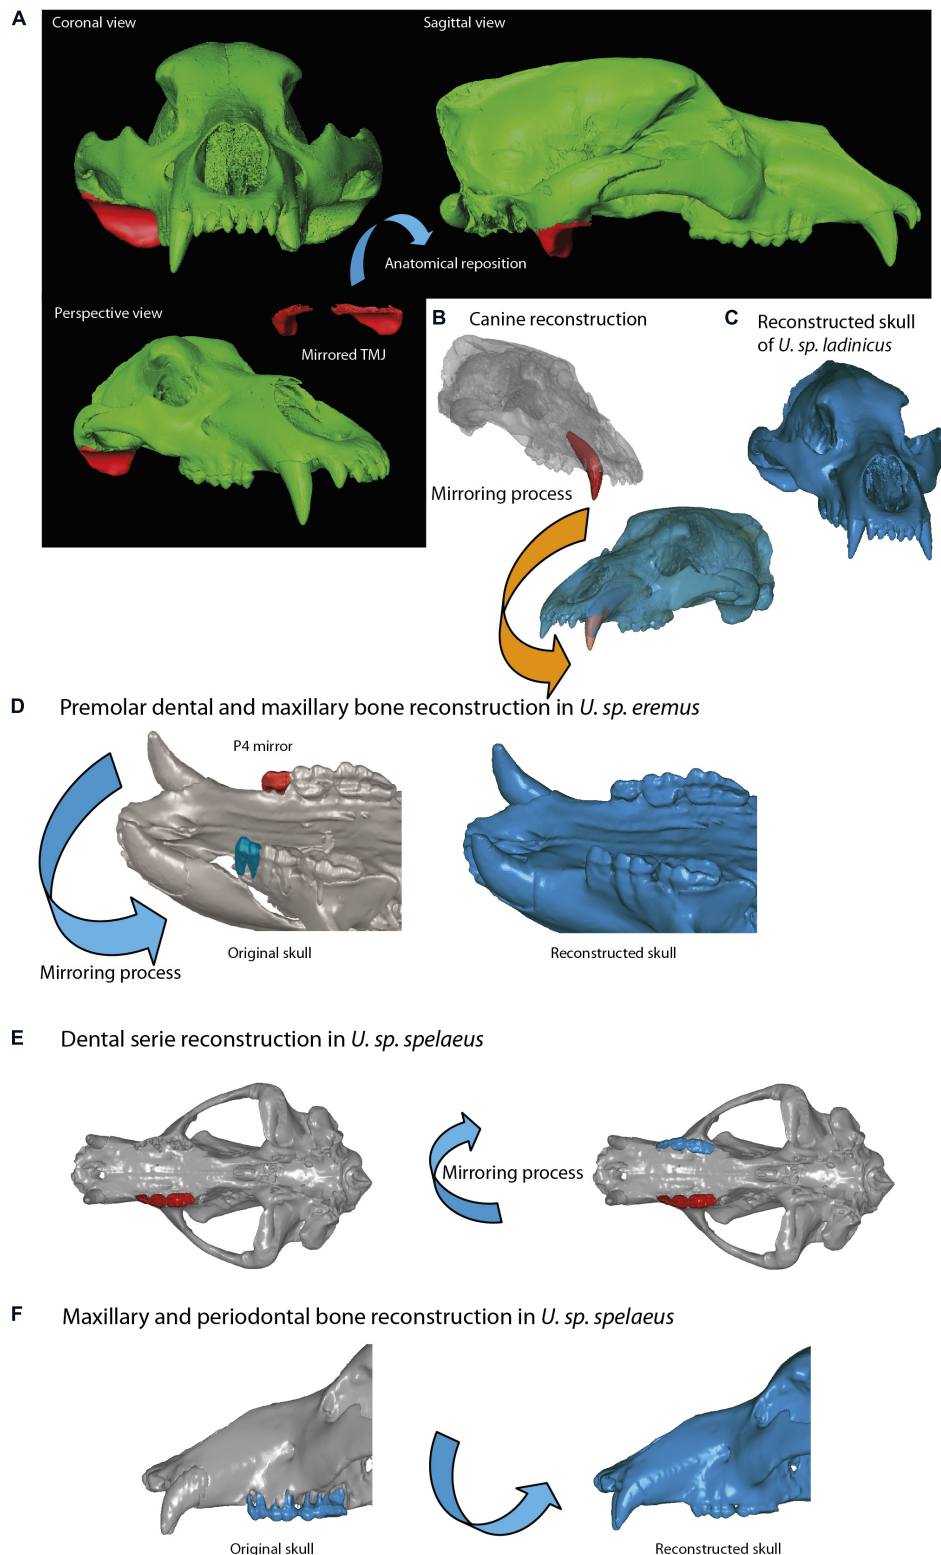 A
Coronal view
Sagittal view
Anatomical reposition
Perspective view
Mirrored TMJ
B
Canine reconstruction
Mirroring process
C
Reconstructed skull
of U. sp. ladinicus
D
Premolar dental and maxillary bone reconstruction in U. sp. eremus
P4 mirror
Mirroring process
Original skull
Reconstructed skull
E
Dental serie reconstruction in U. sp. spelaeus
Mirroring process
F
Maxillary and periodontal bone reconstruction in U. sp. spelaeus
Original skull
Reconstructed skull